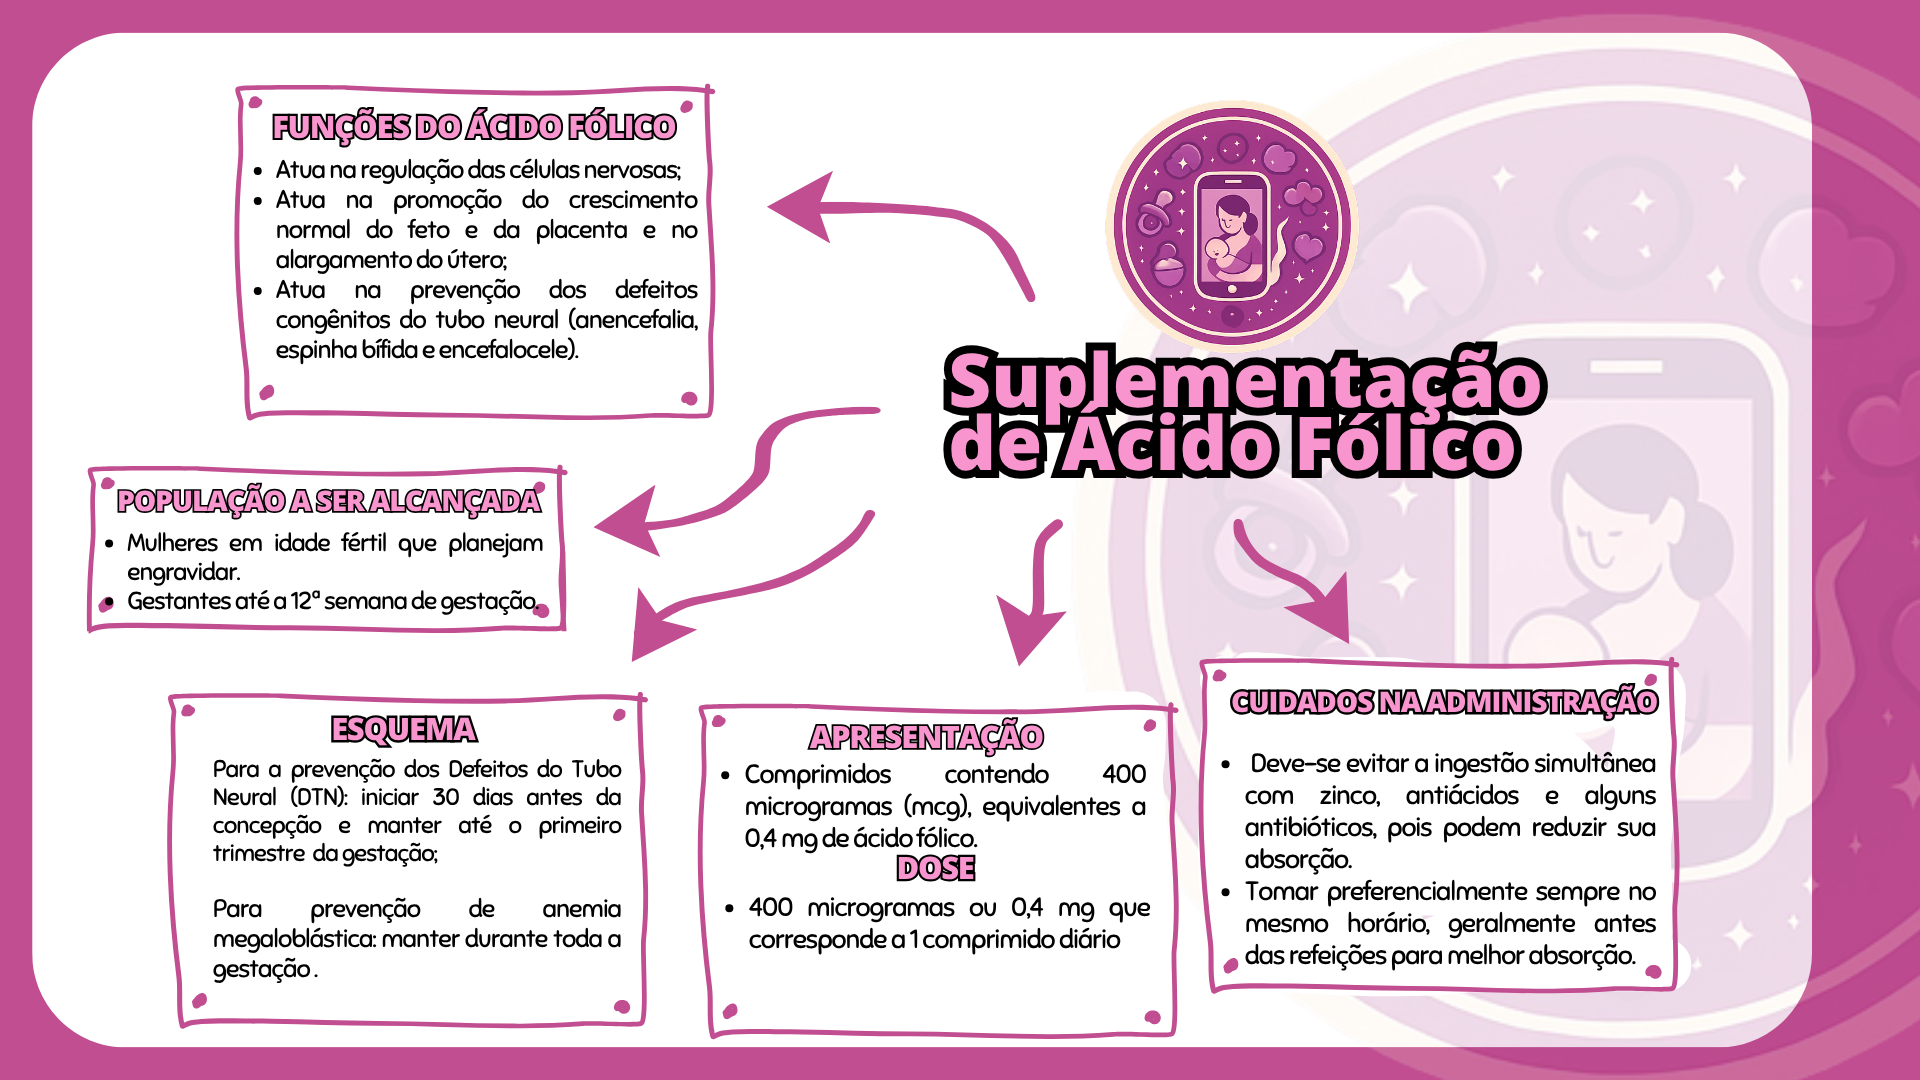 FUNÇÕES DO ÁCIDO FÓLICO
• Atua na regulação das células nervosas;
• Atua na promoção do crescimento
normal do feto e da placenta e no
alargamento do útero;
• Atua na prevenção dos defeitos
congênitos do tubo neural (anencefalia,
espinha bífida e encefalocele).
Suplementação
de Ácido Fólico
POPULAÇÃO A SER ALCANÇADA
• Mulheres em idade fértil que planejam
engravidar.
• Gestantes até a 12ª semana de gestação.
ESQUEMA
Para a prevenção dos Defeitos do Tubo
Neural (DTN): iniciar 30 dias antes da
concepção e manter até o primeiro
trimestre da gestação;
Para prevenção de anemia
megaloblástica: manter durante toda a
gestação .
APRESENTAÇÃO
• Comprimidos contendo 400
microgramas (mcg), equivalentes a
0,4 mg de ácido fólico.
DOSE
• 400 microgramas ou 0,4 mg que
corresponde a 1 comprimido diário
CUIDADOS NA ADMINISTRAÇÃO
• Deve-se evitar a ingestão simultânea
com zinco, antiácidos e alguns
antibióticos, pois podem reduzir sua
absorção.
• Tomar preferencialmente sempre no
mesmo horário, geralmente antes
das refeições para melhor absorção.